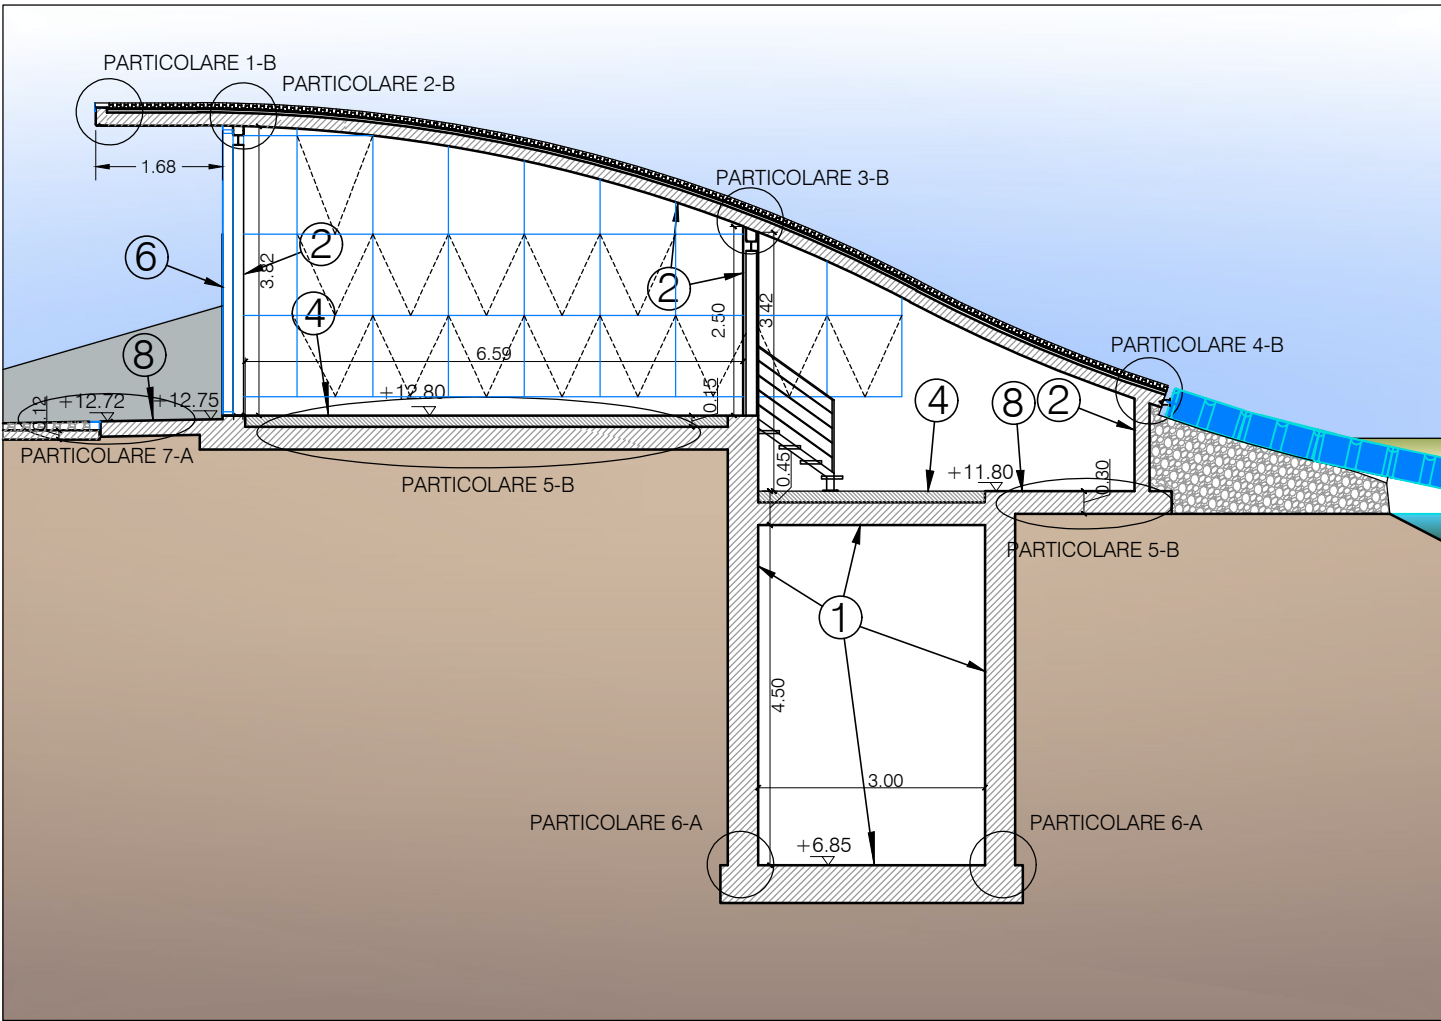 PARTICOLARE 1-B
PARTICOLARE 2-B
1.68
PARTICOLARE 3-B
6
2
3.82
2
4
2.50
3.42
8
6.59
PARTICOLARE 4-B
+12.72
+12.75
+12.80
0.15
4
8
2
0.12
PARTICOLARE 7-A
PARTICOLARE 5-B
0.45
+11.80
0.30
PARTICOLARE 5-B
1
4.50
3.00
PARTICOLARE 6-A
PARTICOLARE 6-A
+6.85